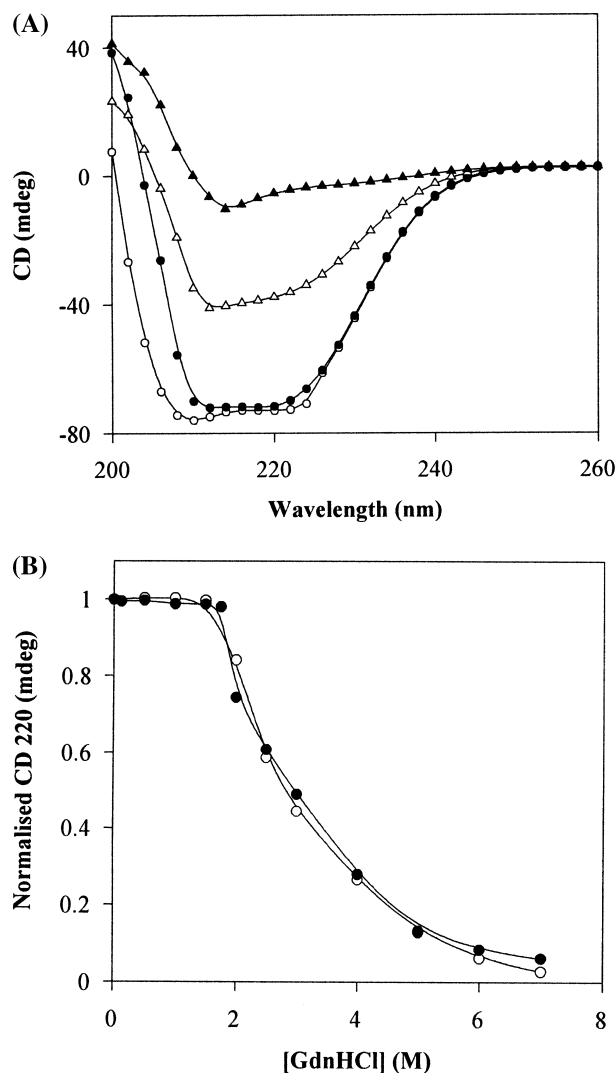 (A)
40
0
-40
-80
CD (mdeg)
200 220 240 260
Wavelength (nm)
(B)
1
0.8
0.6
0.4
0.2
0
Normalised CD 220 (mdeg)
0 2 4 6 8
[GdnHCl] (M)